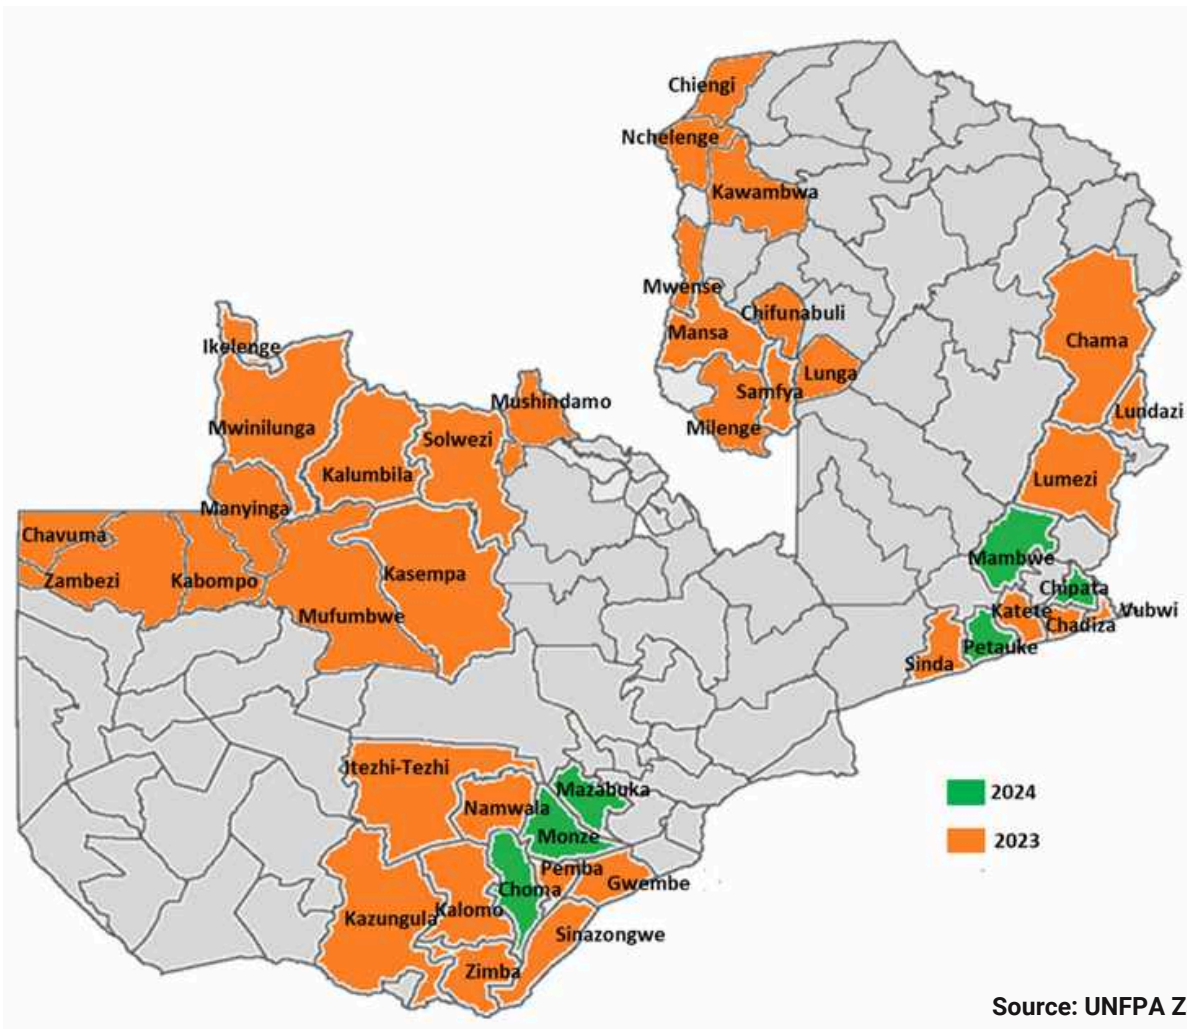 Chiengi
Nchelenge
Kawambwa
Mwense
Chifunabuli
Mansa
Chama
Ikelenge
Lunga
Samfya
Mushindamo
Lundazi
Mwinilunga
Milenge
Solwezi
Kalumbila
Lumezi
Manyinga
Chavuma
Mambwe
Kasempa
Zambezi
Kabompo
Chipata
Katete
Vubwi
Mufumbwe
Chadiza
Petauke
Sinda
Itezhi-Tezhi
Mazabuka
2024
Namwala
Monze
2023
Pemba
Gwembe
Choma
Kalomo
Kazungula
Sinazongwe
Zimba
Source: UNFPA Z